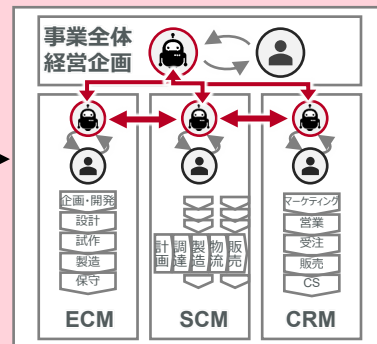 事業全体
経営企画
企画・開発
設計
試作
製造
保守
ECM
計画
調達
製造
物流
販売
SCM
マーケティング
営業
受注
販売
CS
CRM